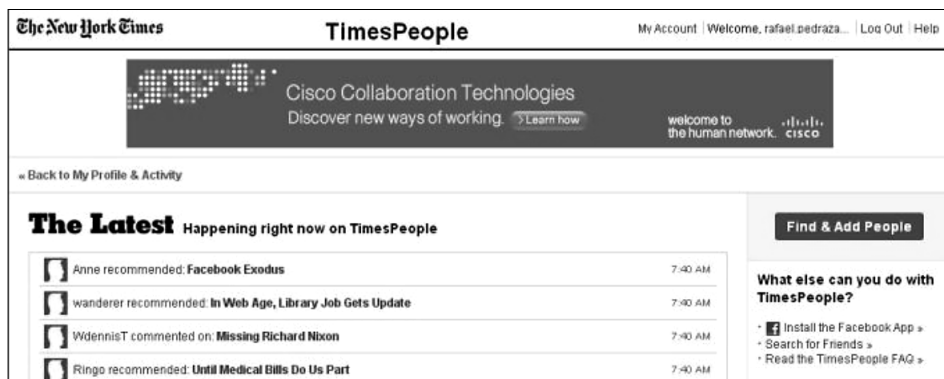 The New York Times
TimesPeople
My Account Welcome, rafael.pedraza... Log Out Help
Cisco Collaboration Technologies
Discover new ways of working. >Learn how
welcome to
the human network. CISCO
« Back to My Profile & Activity
The Latest Happening right now on TimesPeople
Anne recommended: Facebook Exodus 7:40 AM
wanderer recommended: In Web Age, Library Job Gets Update 7:40 AM
WdennisT commented on: Missing Richard Nixon 7:40 AM
Ringo recommended: Until Medical Bills Do Us Part 7:40 AM
Find & Add People
What else can you do with
TimesPeople?
· Install the Facebook App »
· Search for Friends »
· Read the TimesPeople FAQ »